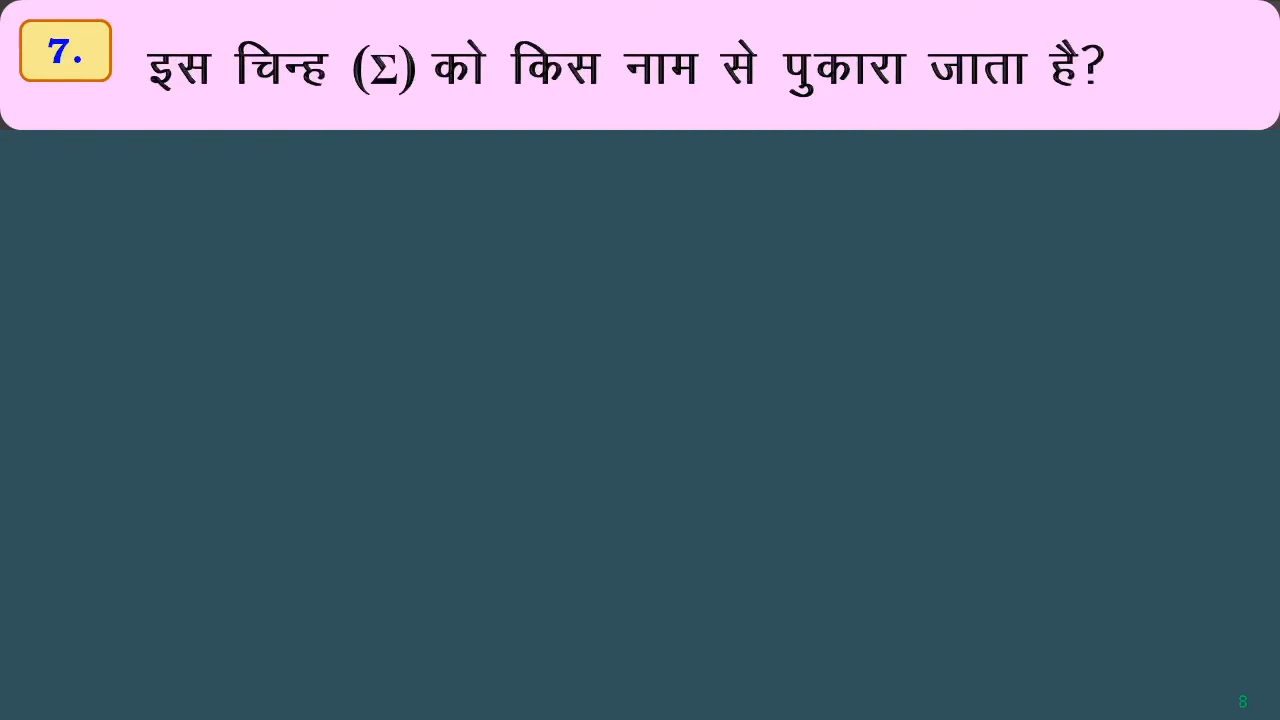 7. इस चिन्ह (Σ) को किस नाम से पुकारा जाता है?
8